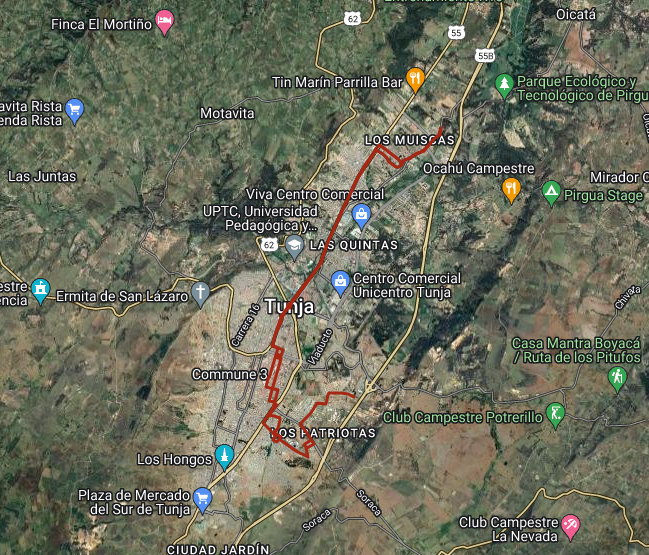 62
Finca El Mortiño
55
Oicatá
55B
Tin Marín Parrilla Bar
Parque Ecológico y
Tecnológico de Pirgu
avita Rista
enda Rista
Motavita
LOS MUISCAS
Ocahú Campestre
Las Juntas
Mirador C
Viva Centro Comercial
Pirgua Stage
UPTC, Universidad
Pedagógica y...
62
LAS QUINTAS
Centro Comercial
Unicentro Tunja
estre
encia
Ermita de San Lázaro
Tunja
Carrera 16
Viaducto
Chivata
Casa Mantra Boyacá
/ Ruta de los Pitufos
Commune 3
Club Campestre Potrerillo
LOS PATRIOTAS
Los Hongos
Plaza de Mercado
del Sur de Tunja
Soraca
Soraca
Club Campestre
La Nevada
CIUDAD JARDÍN